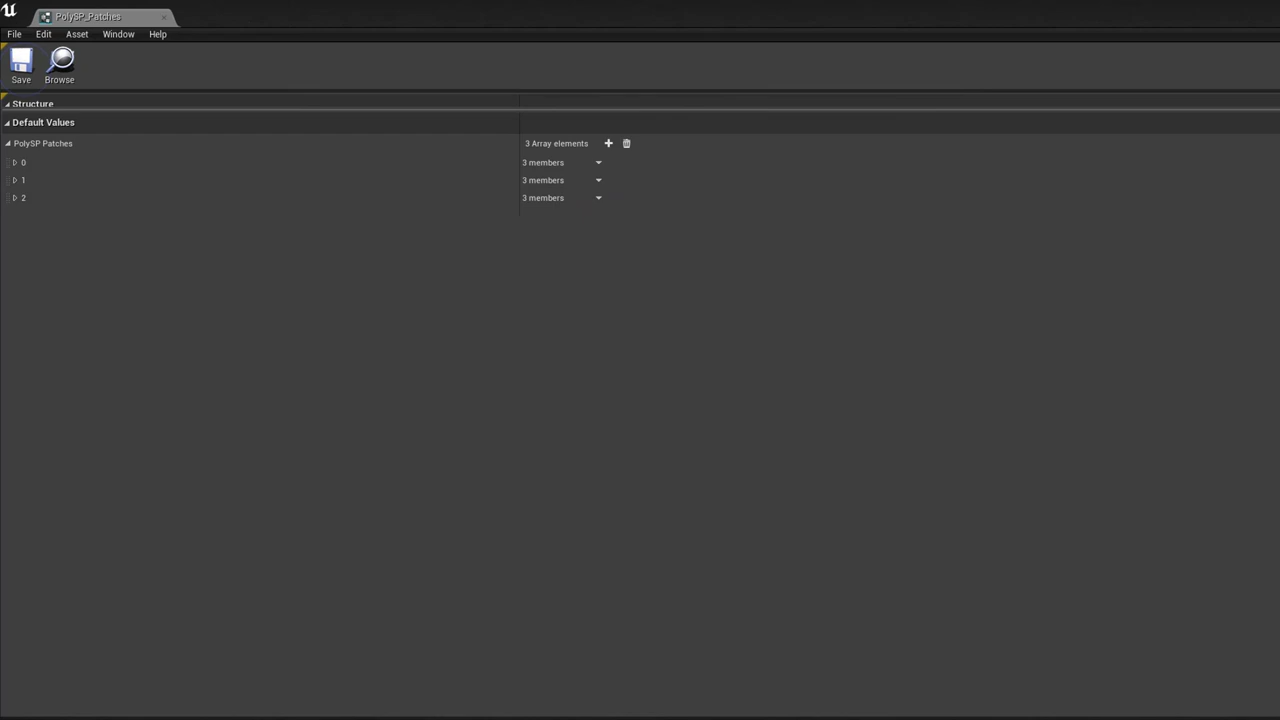 PolySP_Patches
File Edit Asset Window Help
Save Browse
Structure
Default Values
PolySP Patches 3 Array elements
0 3 members
1 3 members
2 3 members